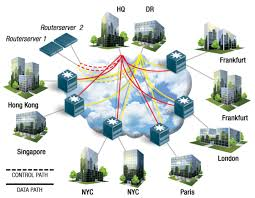 HQ DR
Routerserver 2
Routerserver 1
Frankfurt
Hong Kong
Frankfurt
Singapore
London
NYC NYC Paris
CONTROL PATH
DATA PATH